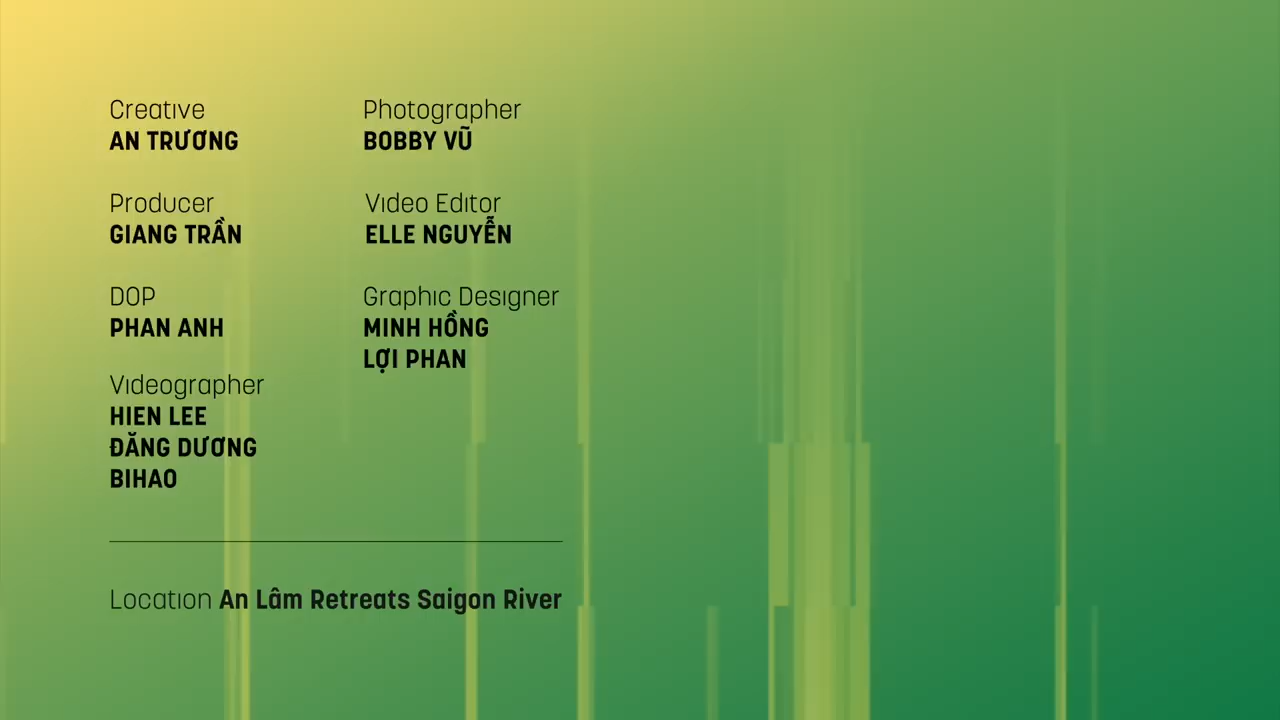 Creative
AN TRƯƠNG
Producer
GIANG TRẦN
DOP
PHAN ANH
Videographer
HIEN LEE
ĐĂNG DƯƠNG
BIHAO
Photographer
BOBBY VŨ
Video Editor
ELLE NGUYỄN
Graphic Designer
MINH HỒNG
LỢI PHAN
Location An Lâm Retreats Saigon River